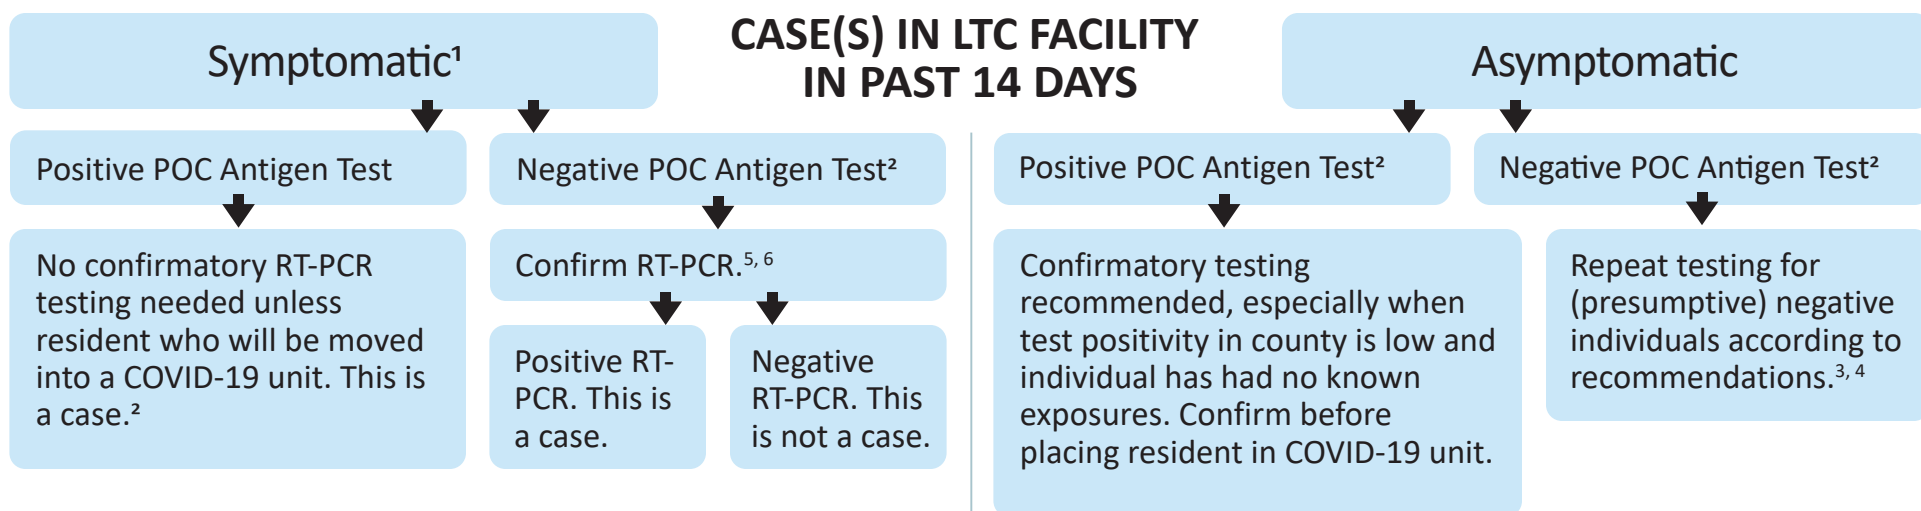 CASE(S) IN LTC FACILITY
IN PAST 14 DAYS
Symptomatic¹
Positive POC Antigen Test
No confirmatory RT-PCR
testing needed unless
resident who will be moved
into a COVID-19 unit. This is
a case.²
Negative POC Antigen Test²
Confirm RT-PCR.⁵, ⁶
Positive RT-
PCR. This is
a case.
Negative
RT-PCR. This
is not a case.
Asymptomatic
Positive POC Antigen Test²
Confirmatory testing
recommended, especially when
test positivity in county is low and
individual has had no known
exposures. Confirm before
placing resident in COVID-19 unit.
Negative POC Antigen Test²
Repeat testing for
(presumptive) negative
individuals according to
recommendations.³, ⁴